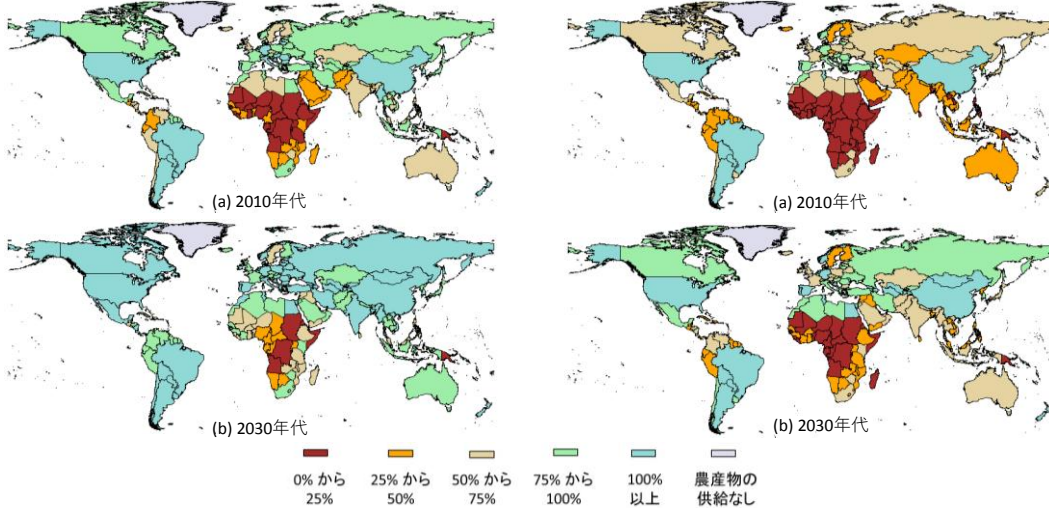 (a) 2010年代
(a) 2010年代
(b) 2030年代
(b) 2030年代
0% から 25% から 50% から 75% から 100% 農産物の
25% 50% 75% 100% 以上 供給なし